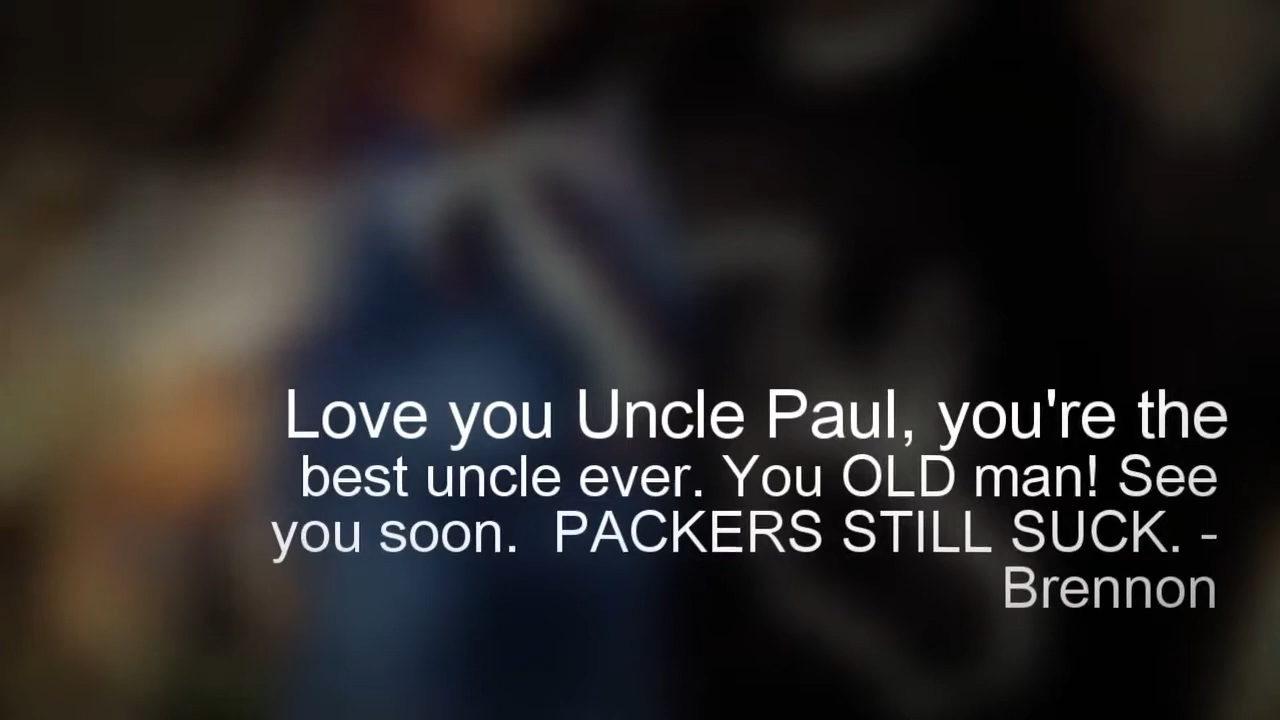 Love you Uncle Paul, you're the
best uncle ever. You OLD man! See
you soon.  PACKERS STILL SUCK. -
Brennon